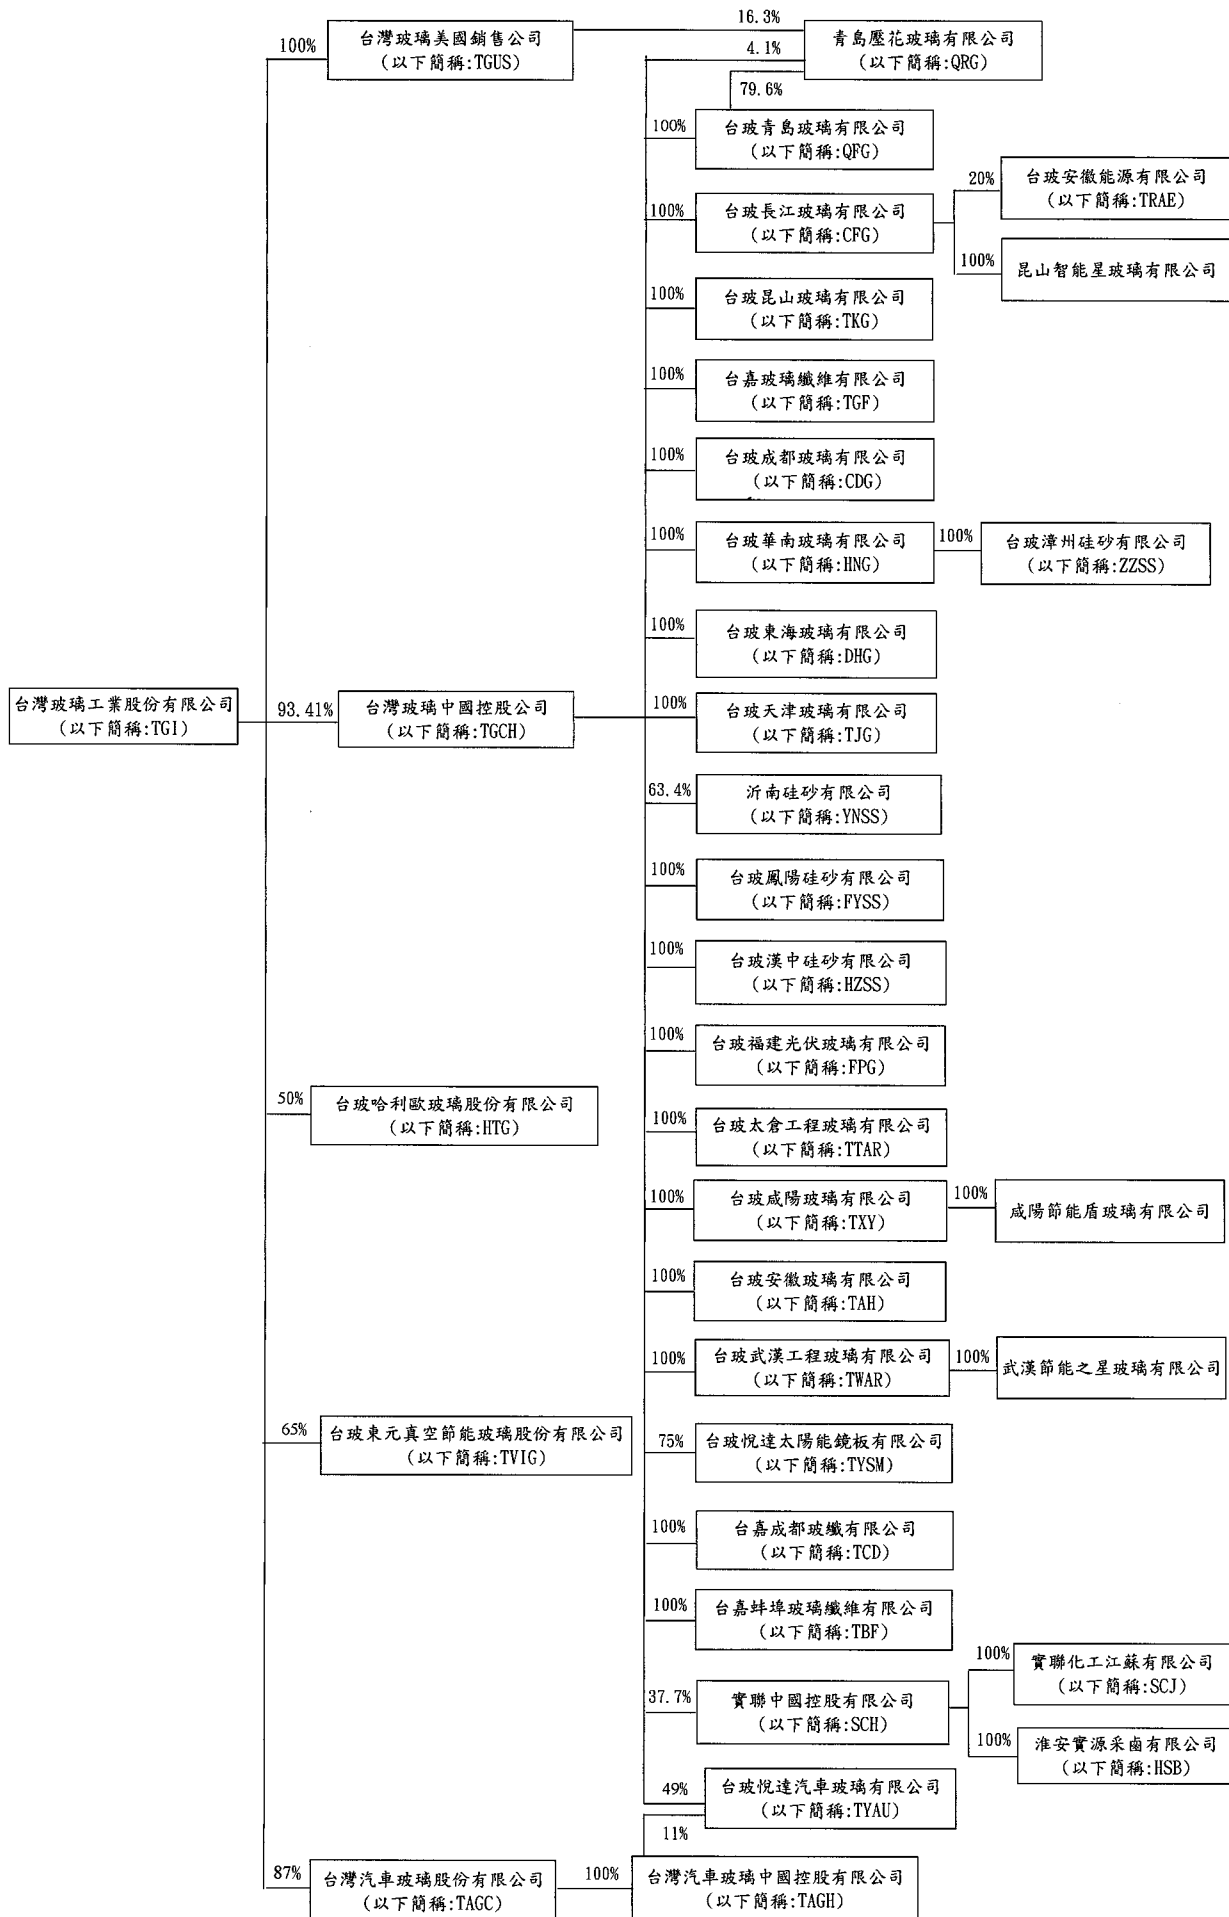 16.3%
100%
台灣玻璃美國銷售公司
(以下簡稱:TGUS)
青島壓花玻璃有限公司
(以下簡稱:QRG)
4.1%
79.6%
100%
台玻青島玻璃有限公司
(以下簡稱:QFG)
100%
台玻長江玻璃有限公司
(以下簡稱:CFG)
20%
台玻安徽能源有限公司
(以下簡稱:TRAE)
100%
昆山智能星玻璃有限公司
100%
台玻昆山玻璃有限公司
(以下簡稱:TKG)
100%
台嘉玻璃纖維有限公司
(以下簡稱:TGF)
100%
台玻成都玻璃有限公司
(以下簡稱:CDG)
100%
台玻華南玻璃有限公司
(以下簡稱:HNG)
100%
台玻漳州硅砂有限公司
(以下簡稱:ZZSS)
100%
台玻東海玻璃有限公司
(以下簡稱:DHG)
台灣玻璃工業股份有限公司
(以下簡稱:TGI)
93.41%
台灣玻璃中國控股公司
(以下簡稱:TGCH)
100%
台玻天津玻璃有限公司
(以下簡稱:TJG)
63.4%
沂南硅砂有限公司
(以下簡稱:YNSS)
100%
台玻鳳陽硅砂有限公司
(以下簡稱:FYSS)
100%
台玻漢中硅砂有限公司
(以下簡稱:HZSS)
100%
台玻福建光伏玻璃有限公司
(以下簡稱:FPG)
50%
台玻哈利歐玻璃股份有限公司
(以下簡稱:HTG)
100%
台玻太倉工程玻璃有限公司
(以下簡稱:TTAR)
100%
台玻咸陽玻璃有限公司
(以下簡稱:TXY)
100%
咸陽節能盾玻璃有限公司
100%
台玻安徽玻璃有限公司
(以下簡稱:TAH)
100%
台玻武漢工程玻璃有限公司
(以下簡稱:TWAR)
100%
武漢節能之星玻璃有限公司
65%
台玻東元真空節能玻璃股份有限公司
(以下簡稱:TVIG)
75%
台玻悅達太陽能鏡板有限公司
(以下簡稱:TYSM)
100%
台嘉成都玻纖有限公司
(以下簡稱:TCD)
100%
台嘉蚌埠玻璃纖維有限公司
(以下簡稱:TBF)
37.7%
實聯中國控股有限公司
(以下簡稱:SCH)
100%
實聯化工江蘇有限公司
(以下簡稱:SCJ)
100%
淮安實源采鹵有限公司
(以下簡稱:HSB)
49%
台玻悅達汽車玻璃有限公司
(以下簡稱:TYAU)
11%
87%
台灣汽車玻璃股份有限公司
(以下簡稱:TAGC)
100%
台灣汽車玻璃中國控股有限公司
(以下簡稱:TAGH)